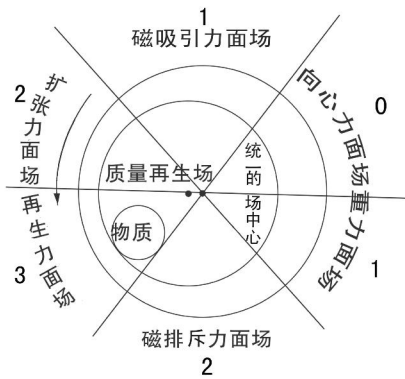 1
磁吸引力面场
2
扩张力面场
0
向心力面场
质量再生场
统一的场中心
物质
再生力面场
3
重力面场
1
磁排斥力面场
2